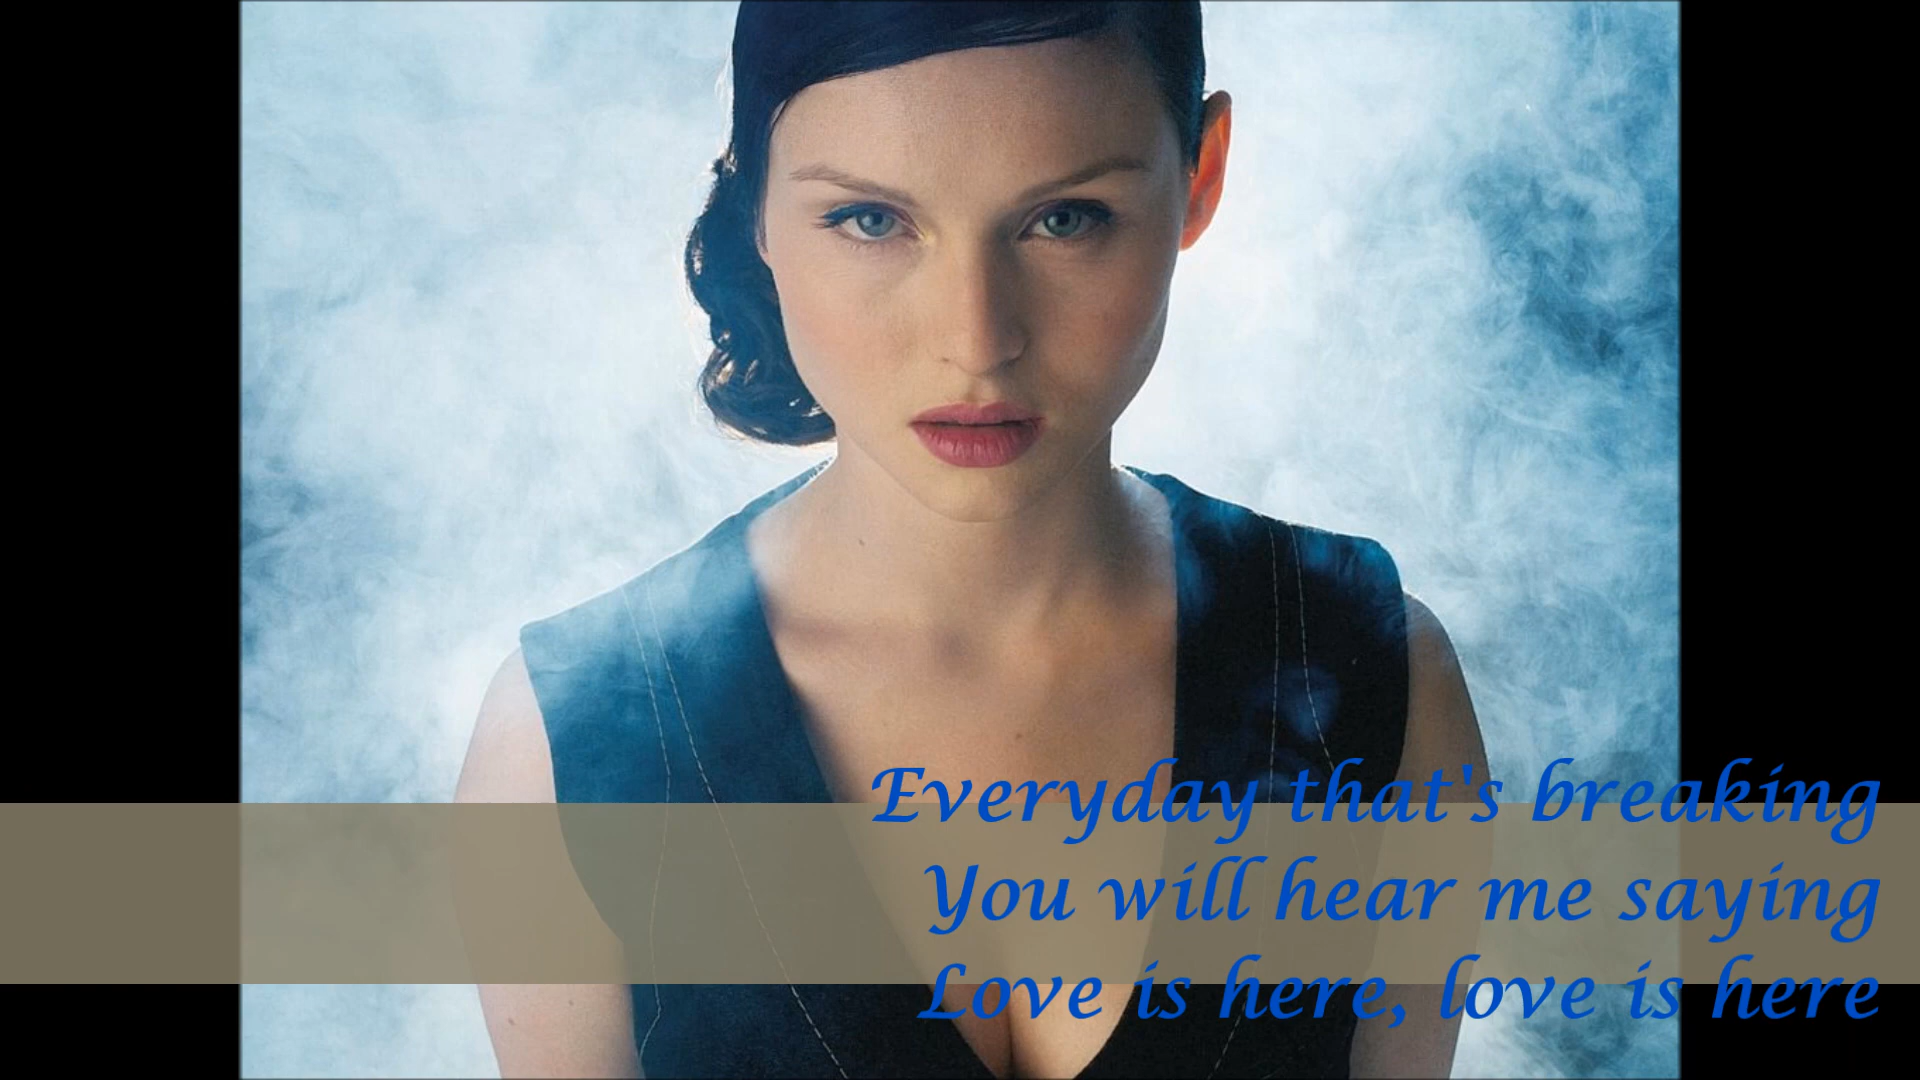 Everyday that's breaking
You will hear me saying
Love is here, love is here